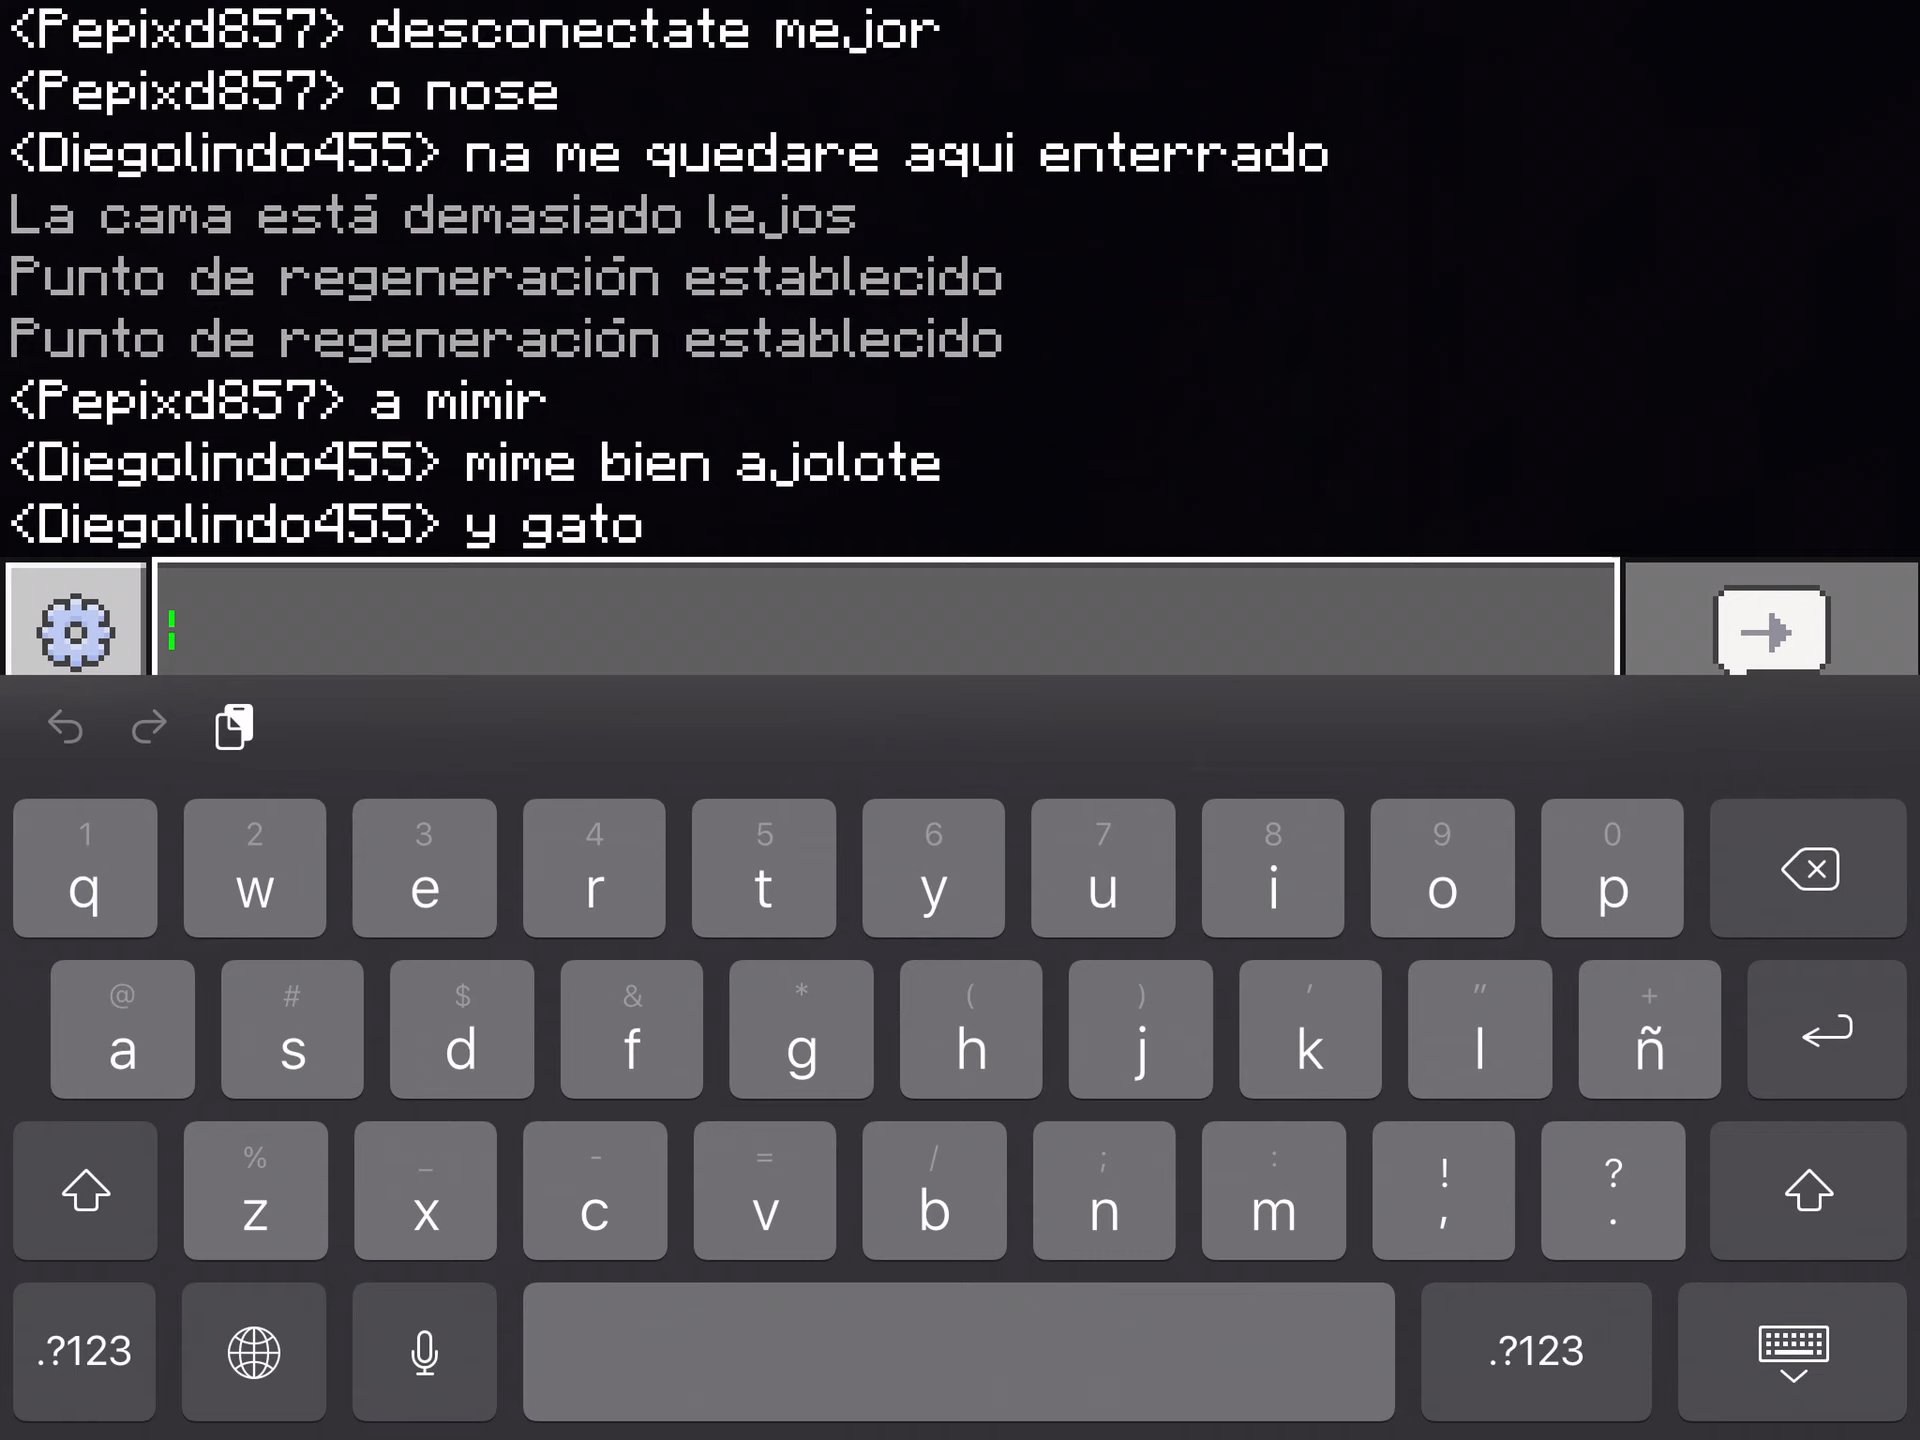 <Pepixd857> desconectate mejor
<Pepixd857> o nose
<Diegolindo455> na me quedare aqui enterrado
La cama está demasiado lejos
Punto de regeneración establecido
Punto de regeneración establecido
<Pepixd857> a mimir
<Diegolindo455> mime bien ajolote
<Diegolindo455> y gato
1 2 3 4 5 6 7 8 9 0
q w e r t y u i o p
@ # $ & * ( ) ' " +
a s d f g h j k l ñ
% _ - = / ; : ! ?
z x c v b n m , .
.?123 .?123